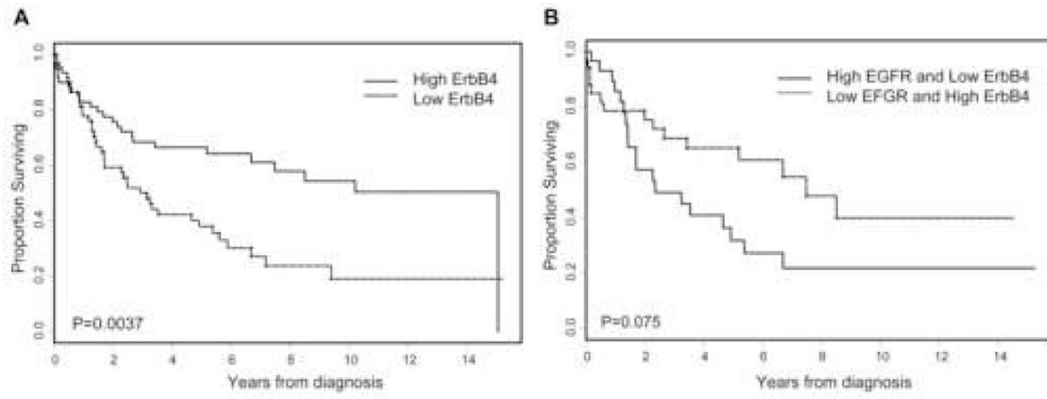 A
High ErbB4
Low ErbB4
Proportion Surviving
1.0
0.8
0.6
0.4
0.2
0.0
P=0.0037
0 2 4 6 8 10 12 14
Years from diagnosis
B
High EGFR and Low ErbB4
Low EFGR and High ErbB4
Proportion Surviving
1.0
0.8
0.6
0.4
0.2
0.0
P=0.075
0 2 4 6 8 10 12 14
Years from diagnosis